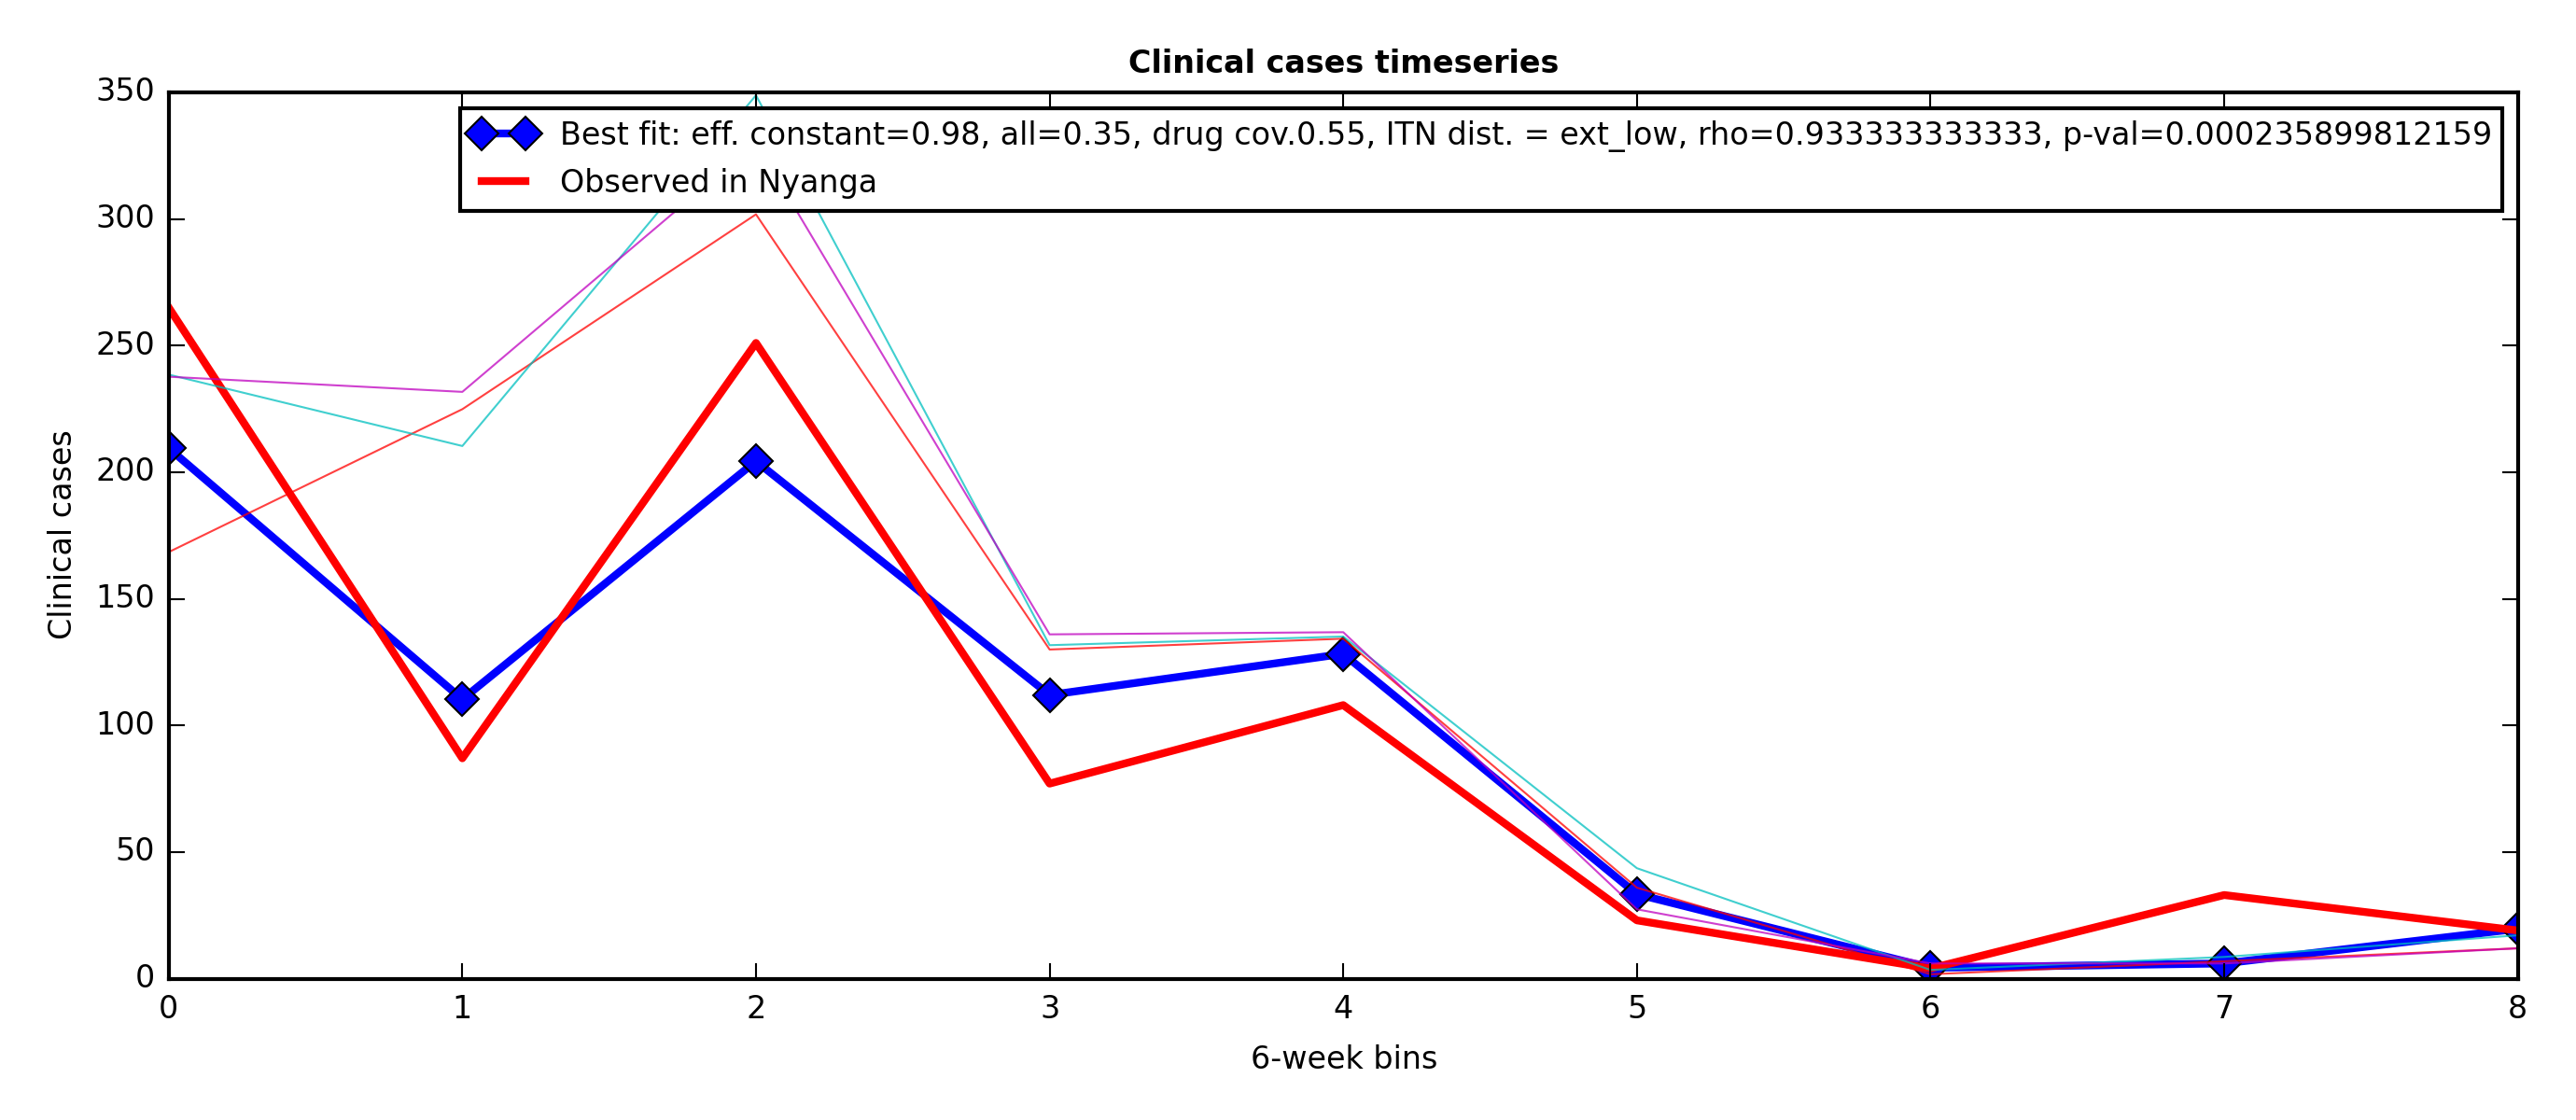 Clinical cases timeseries
350
300
250
200
150
100
50
0
Clinical cases
Best fit: eff. constant=0.98, all=0.35, drug cov.0.55, ITN dist. = ext_low, rho=0.933333333333, p-val=0.000235899812159
Observed in Nyanga
0 1 2 3 4 5 6 7 8
6-week bins